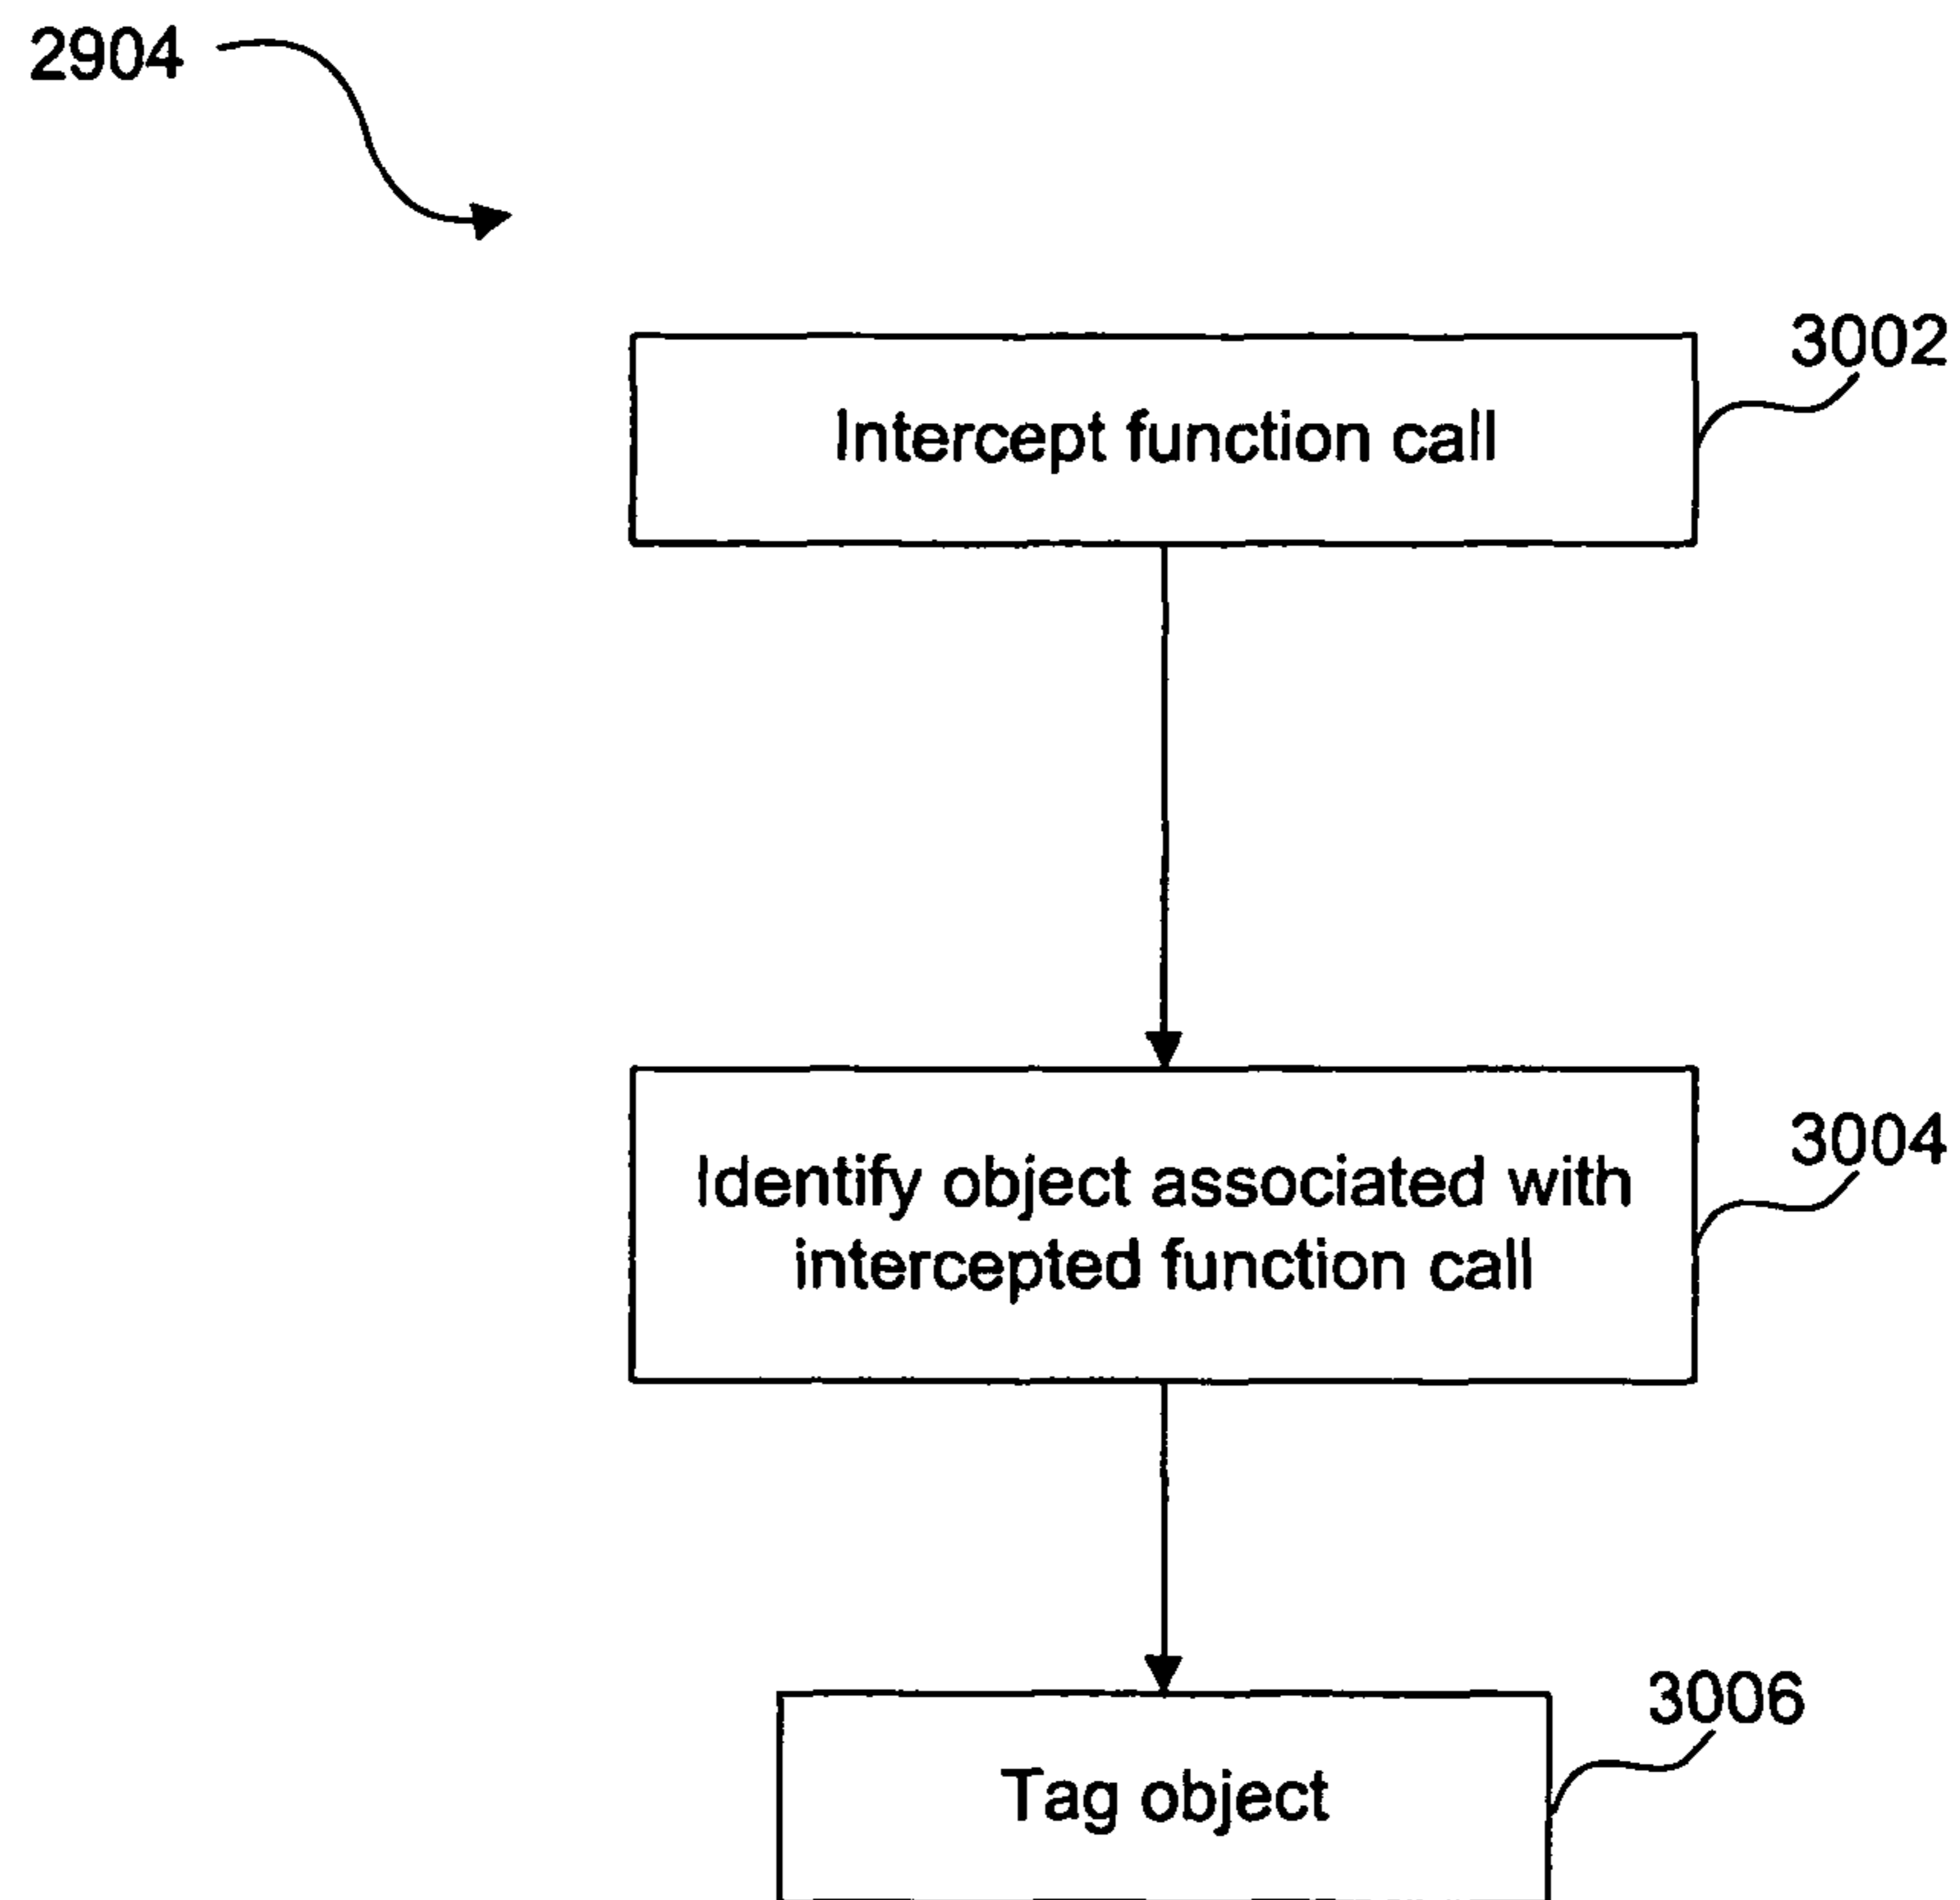 2904
3002
Intercept function call
3004
Identify object associated with
intercepted function call
3006
Tag object